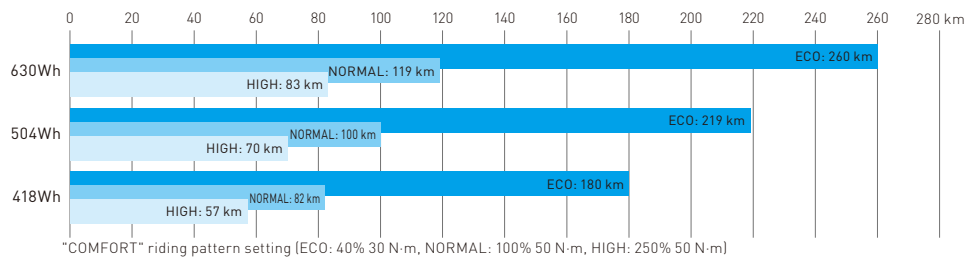 0 20 40 60 80 100 120 140 160 180 200 220 240 260 280 km
630Wh
ECO: 260 km
NORMAL: 119 km
HIGH: 83 km
504Wh
ECO: 219 km
NORMAL: 100 km
HIGH: 70 km
418Wh
ECO: 180 km
NORMAL: 82 km
HIGH: 57 km
"COMFORT" riding pattern setting (ECO: 40% 30 N·m, NORMAL: 100% 50 N·m, HIGH: 250% 50 N·m)